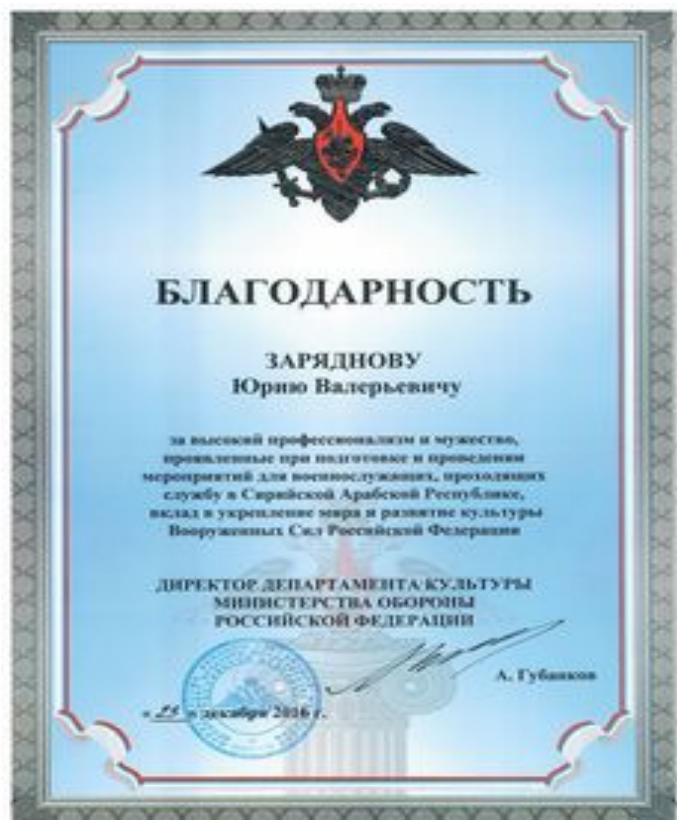 БЛАГОДАРНОСТЬ
ЗАРЯДНОВУ
Юрию Валерьевичу
за высокий профессионализм и мужество,
проявленные при подготовке и проведении
мероприятий для военнослужащих, проходящих
службу в Сирийской Арабской Республике,
вклад в укрепление мира и развитие культуры
Вооруженных Сил Российской Федерации
ДИРЕКТОР ДЕПАРТАМЕНТА КУЛЬТУРЫ
МИНИСТЕРСТВА ОБОРОНЫ
РОССИЙСКОЙ ФЕДЕРАЦИИ
А. Губанков
декабря 2016 г.